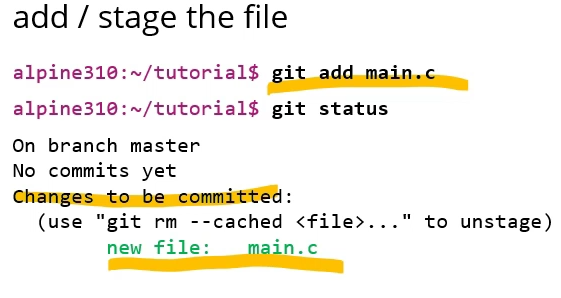 add / stage the file
alpine310:~/tutorial$ git add main.c
alpine310:~/tutorial$ git status
On branch master
No commits yet
Changes to be committed:
(use "git rm --cached <file>..." to unstage)
new file: main.c